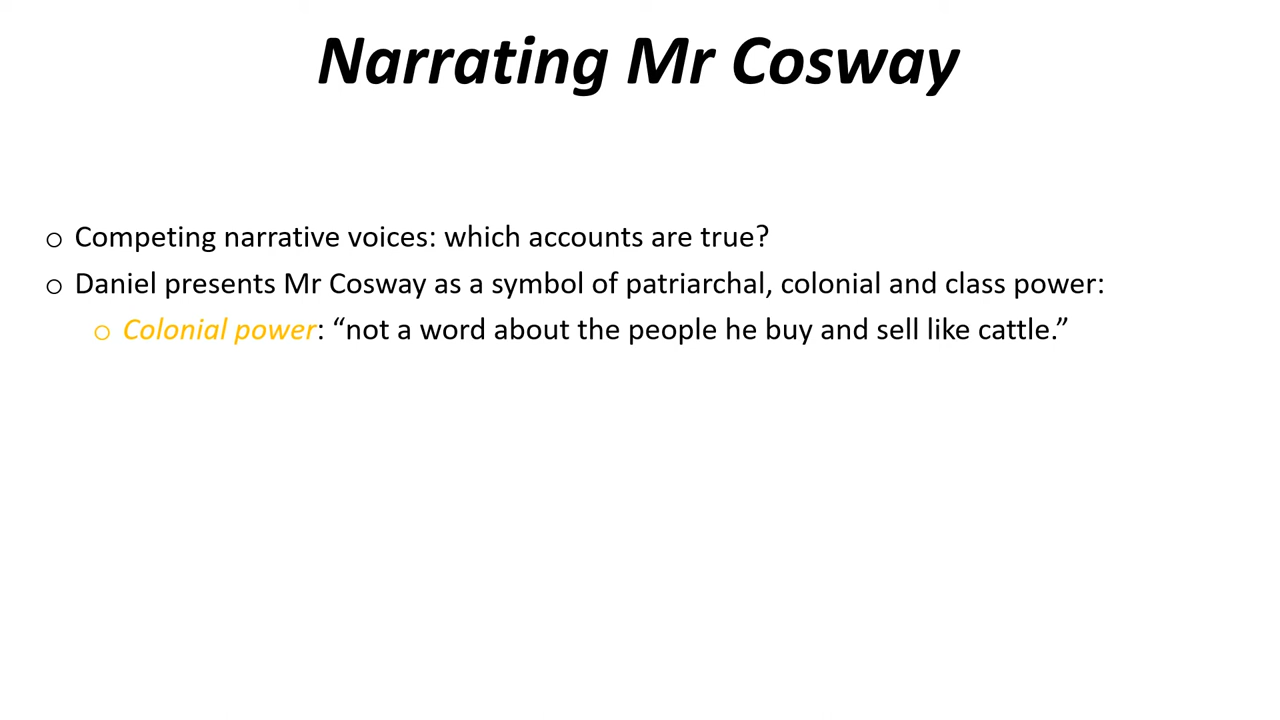 Narrating Mr Cosway
o Competing narrative voices: which accounts are true?
o Daniel presents Mr Cosway as a symbol of patriarchal, colonial and class power:
o Colonial power: “not a word about the people he buy and sell like cattle.”